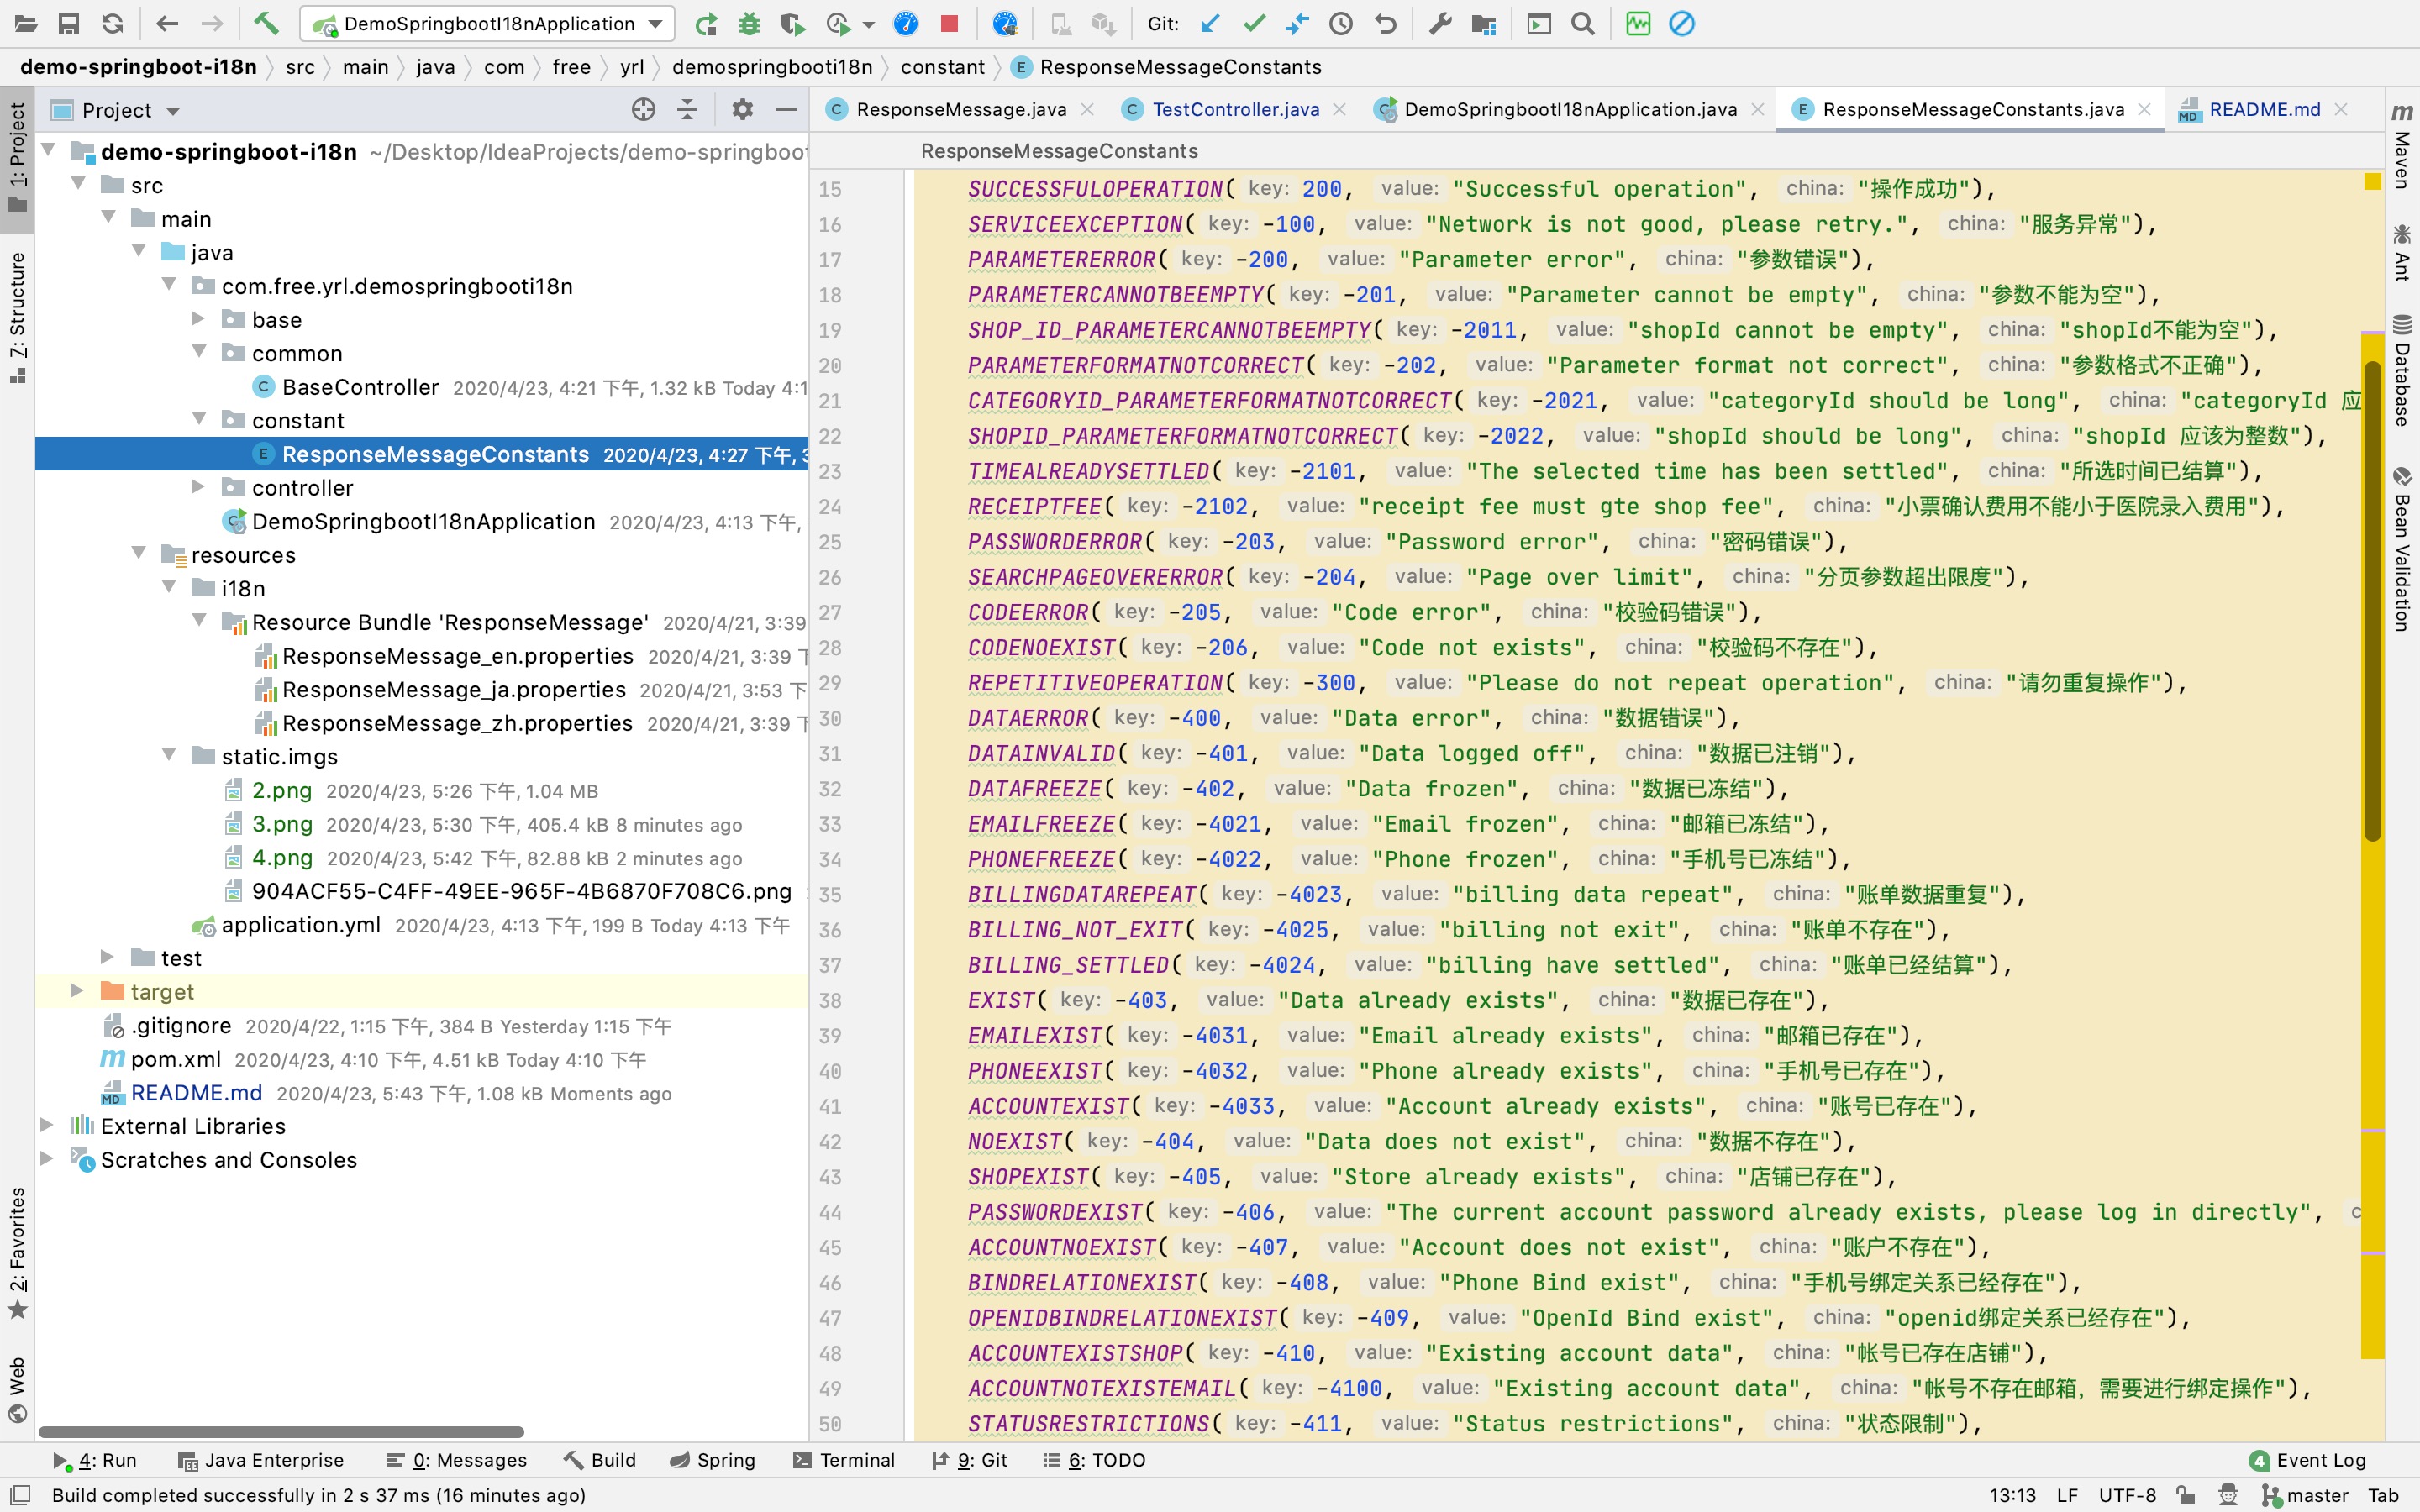 DemoSpringbootI18nApplication Git:
demo-springboot-i18n src main java com free yrl demospringbooti18n constant ResponseMessageConstants
1: Project
7: Structure
2: Favorites
Web
Project
demo-springboot-i18n ~/Desktop/IdeaProjects/demo-springboot
src
main
java
com.free.yrl.demospringbooti18n
base
common
BaseController 2020/4/23, 4:21 下午, 1.32 kB Today 4:1
constant
ResponseMessageConstants 2020/4/23, 4:27 下午, 3
controller
DemoSpringbootI18nApplication 2020/4/23, 4:13 下午,
resources
i18n
Resource Bundle 'ResponseMessage' 2020/4/21, 3:39
ResponseMessage_en.properties 2020/4/21, 3:39 下
ResponseMessage_ja.properties 2020/4/21, 3:53 下
ResponseMessage_zh.properties 2020/4/21, 3:39 下
static.imgs
2.png 2020/4/23, 5:26 下午, 1.04 MB
3.png 2020/4/23, 5:30 下午, 405.4 kB 8 minutes ago
4.png 2020/4/23, 5:42 下午, 82.88 kB 2 minutes ago
904ACF55-C4FF-49EE-965F-4B6870F708C6.png
application.yml 2020/4/23, 4:13 下午, 199 B Today 4:13 下午
test
target
.gitignore 2020/4/22, 1:15 下午, 384 B Yesterday 1:15 下午
pom.xml 2020/4/23, 4:10 下午, 4.51 kB Today 4:10 下午
README.md 2020/4/23, 5:43 下午, 1.08 kB Moments ago
External Libraries
Scratches and Consoles
ResponseMessage.java TestController.java DemoSpringbootI18nApplication.java ResponseMessageConstants.java README.md
ResponseMessageConstants
15 SUCCESSFULOPERATION( key: 200, value: "Successful operation", china: "操作成功"),
16 SERVICEEXCEPTION( key: -100, value: "Network is not good, please retry.", china: "服务异常"),
17 PARAMETERERROR( key: -200, value: "Parameter error", china: "参数错误"),
18 PARAMETERCANNOTBEEMPTY( key: -201, value: "Parameter cannot be empty", china: "参数不能为空"),
19 SHOP_ID_PARAMETERCANNOTBEEMPTY( key: -2011, value: "shopId cannot be empty", china: "shopId不能为空"),
20 PARAMETERFORMATNOTCORRECT( key: -202, value: "Parameter format not correct", china: "参数格式不正确"),
21 CATEGORYID_PARAMETERFORMATNOTCORRECT( key: -2021, value: "categoryId should be long", china: "categoryId 应
22 SHOPID_PARAMETERFORMATNOTCORRECT( key: -2022, value: "shopId should be long", china: "shopId 应该为整数"),
23 TIMEALREADYSETTLED( key: -2101, value: "The selected time has been settled", china: "所选时间已结算"),
24 RECEIPTFEE( key: -2102, value: "receipt fee must gte shop fee", china: "小票确认费用不能小于医院录入费用"),
25 PASSWORDERROR( key: -203, value: "Password error", china: "密码错误"),
26 SEARCHPAGEOVERERROR( key: -204, value: "Page over limit", china: "分页参数超出限度"),
27 CODEERROR( key: -205, value: "Code error", china: "校验码错误"),
28 CODENOEXIST( key: -206, value: "Code not exists", china: "校验码不存在"),
29 REPETITIVEOPERATION( key: -300, value: "Please do not repeat operation", china: "请勿重复操作"),
30 DATAERROR( key: -400, value: "Data error", china: "数据错误"),
31 DATAINVALID( key: -401, value: "Data logged off", china: "数据已注销"),
32 DATAFREEZE( key: -402, value: "Data frozen", china: "数据已冻结"),
33 EMAILFREEZE( key: -4021, value: "Email frozen", china: "邮箱已冻结"),
34 PHONEFREEZE( key: -4022, value: "Phone frozen", china: "手机号已冻结"),
35 BILLINGDATAREPEAT( key: -4023, value: "billing data repeat", china: "账单数据重复"),
36 BILLING_NOT_EXIT( key: -4025, value: "billing not exit", china: "账单不存在"),
37 BILLING_SETTLED( key: -4024, value: "billing have settled", china: "账单已经结算"),
38 EXIST( key: -403, value: "Data already exists", china: "数据已存在"),
39 EMAILEXIST( key: -4031, value: "Email already exists", china: "邮箱已存在"),
40 PHONEEXIST( key: -4032, value: "Phone already exists", china: "手机号已存在"),
41 ACCOUNTEXIST( key: -4033, value: "Account already exists", china: "账号已存在"),
42 NOEXIST( key: -404, value: "Data does not exist", china: "数据不存在"),
43 SHOPEXIST( key: -405, value: "Store already exists", china: "店铺已存在"),
44 PASSWORDEXIST( key: -406, value: "The current account password already exists, please log in directly", c
45 ACCOUNTNOEXIST( key: -407, value: "Account does not exist", china: "账户不存在"),
46 BINDRELATIONEXIST( key: -408, value: "Phone Bind exist", china: "手机号绑定关系已经存在"),
47 OPENIDBINDRELATIONEXIST( key: -409, value: "OpenId Bind exist", china: "openid绑定关系已经存在"),
48 ACCOUNTEXISTSHOP( key: -410, value: "Existing account data", china: "帐号已存在店铺"),
49 ACCOUNTNOTEXISTEMAIL( key: -4100, value: "Existing account data", china: "帐号不存在邮箱，需要进行绑定操作"),
50 STATUSRESTRICTIONS( key: -411, value: "Status restrictions", china: "状态限制"),
Maven
Ant
Database
Bean Validation
4: Run Java Enterprise 0: Messages Build Spring Terminal 9: Git 6: TODO 4 Event Log
Build completed successfully in 2 s 37 ms (16 minutes ago) 13:13 LF UTF-8 master Tab